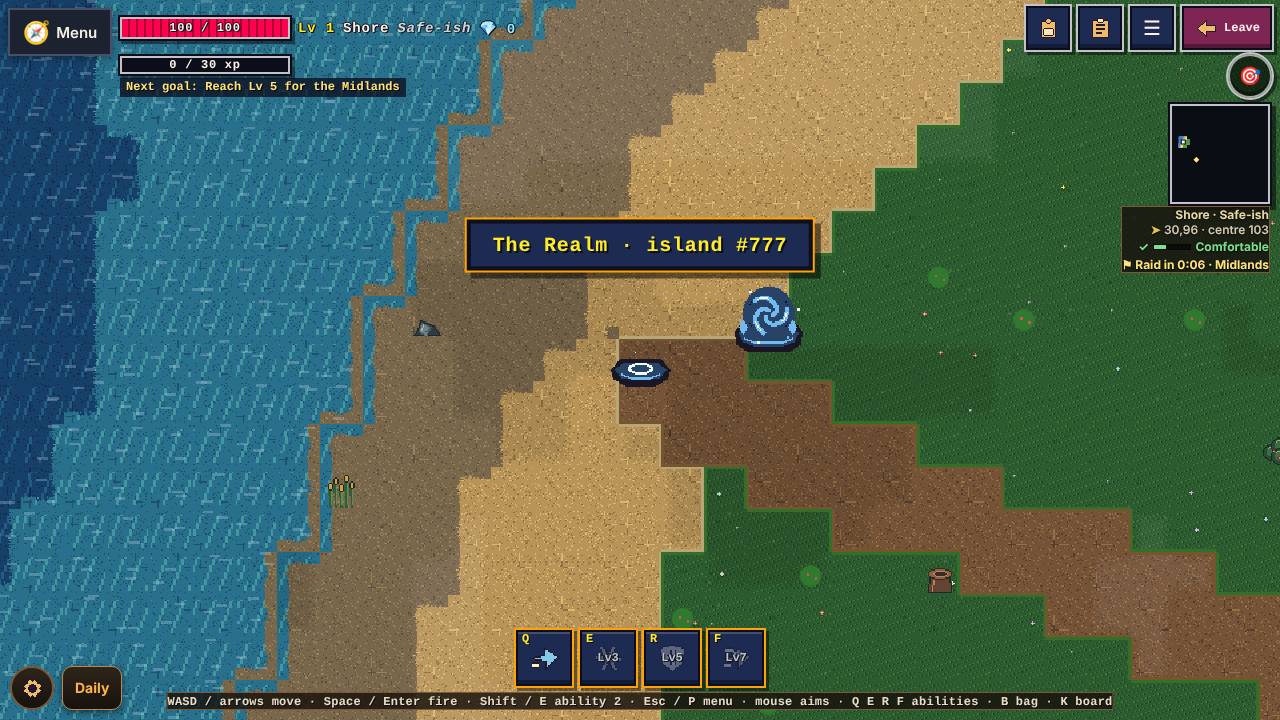 Menu
100 / 100
Lv 1 Shore Safe-ish 0
0 / 30 xp
Next goal: Reach Lv 5 for the Midlands
Leave
Shore · Safe-ish
30,96 · centre 103
Comfortable
Raid in 0:06 · Midlands
The Realm · island #777
Q
E
Lv3
R
Lv5
F
Lv7
Daily
WASD / arrows move · Space / Enter fire · Shift / E ability 2 · Esc / P menu · mouse aims · Q E R F abilities · B bag · K board